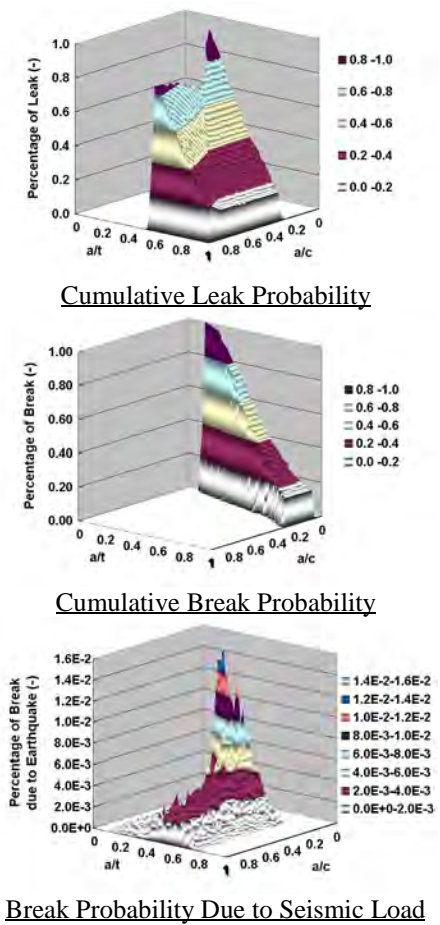 Percentage of Leak (-)
1.0
0.8
0.6
0.4
0.2
0.0
0 0.2 0.4 0.6 0.8 1
a/t
0.8 0.6 0.4 0.2 0
a/c
0.8 -1.0
0.6 -0.8
0.4 -0.6
0.2 -0.4
0.0 -0.2
Cumulative Leak Probability
Percentage of Break (-)
1.00
0.80
0.60
0.40
0.20
0.00
0 0.2 0.4 0.6 0.8 1
a/t
0.8 0.6 0.4 0.2 0
a/c
0.8 -1.0
0.6 -0.8
0.4 -0.6
0.2 -0.4
0.0 -0.2
Cumulative Break Probability
Percentage of Break
due to Earthquake (-)
1.6E-2
1.4E-2
1.2E-2
1.0E-2
8.0E-3
6.0E-3
4.0E-3
2.0E-3
0.0E+0
0 0.2 0.4 0.6 0.8 1
a/t
0.8 0.6 0.4 0.2 0
a/c
1.4E-2-1.6E-2
1.2E-2-1.4E-2
1.0E-2-1.2E-2
8.0E-3-1.0E-2
6.0E-3-8.0E-3
4.0E-3-6.0E-3
2.0E-3-4.0E-3
0.0E+0-2.0E-3
Break Probability Due to Seismic Load